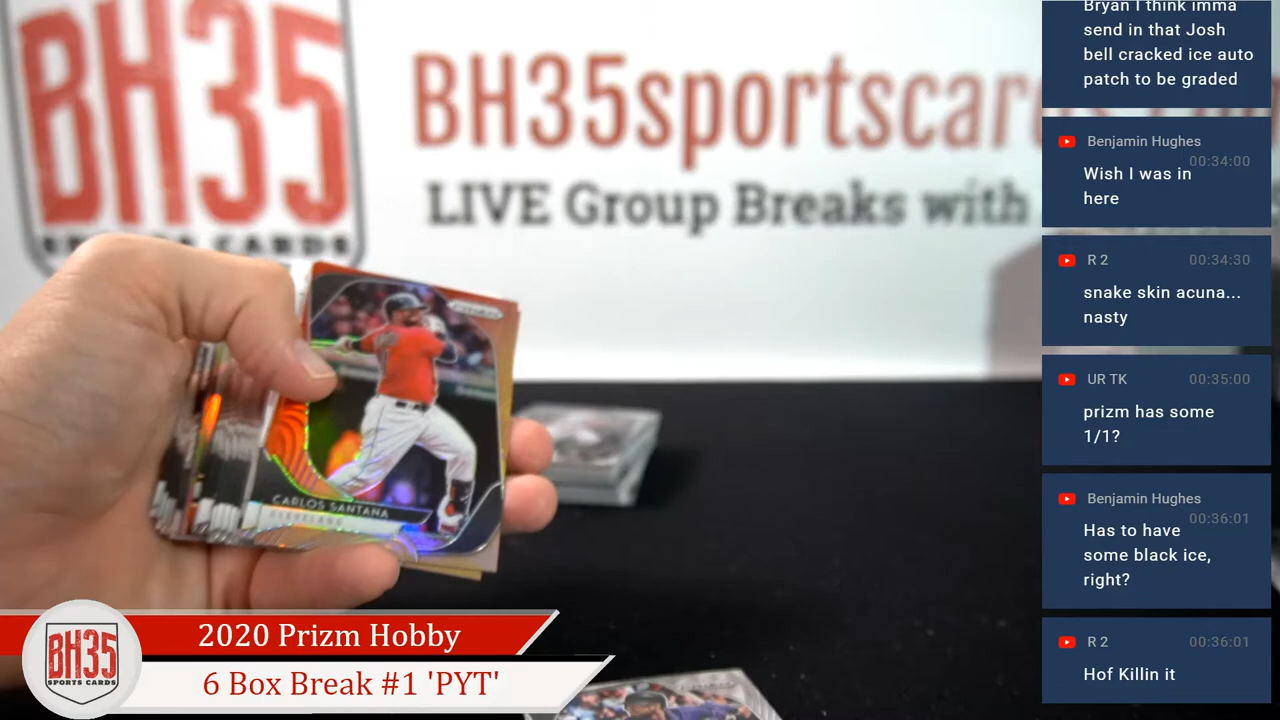 BH35
SPORTS CARDS
BH35sportscar
LIVE Group Breaks with
PRIZM
CARLOS SANTANA
CLEVELAND
2020 Prizm Hobby
6 Box Break #1 'PYT'
BH35
SPORTS CARDS
Bryan I think imma
send in that Josh
bell cracked ice auto
patch to be graded
Benjamin Hughes
00:34:00
Wish I was in
here
R 2 00:34:30
snake skin acuna...
nasty
UR TK 00:35:00
prizm has some
1/1?
Benjamin Hughes
00:36:01
Has to have
some black ice,
right?
R 2 00:36:01
Hof Killin it